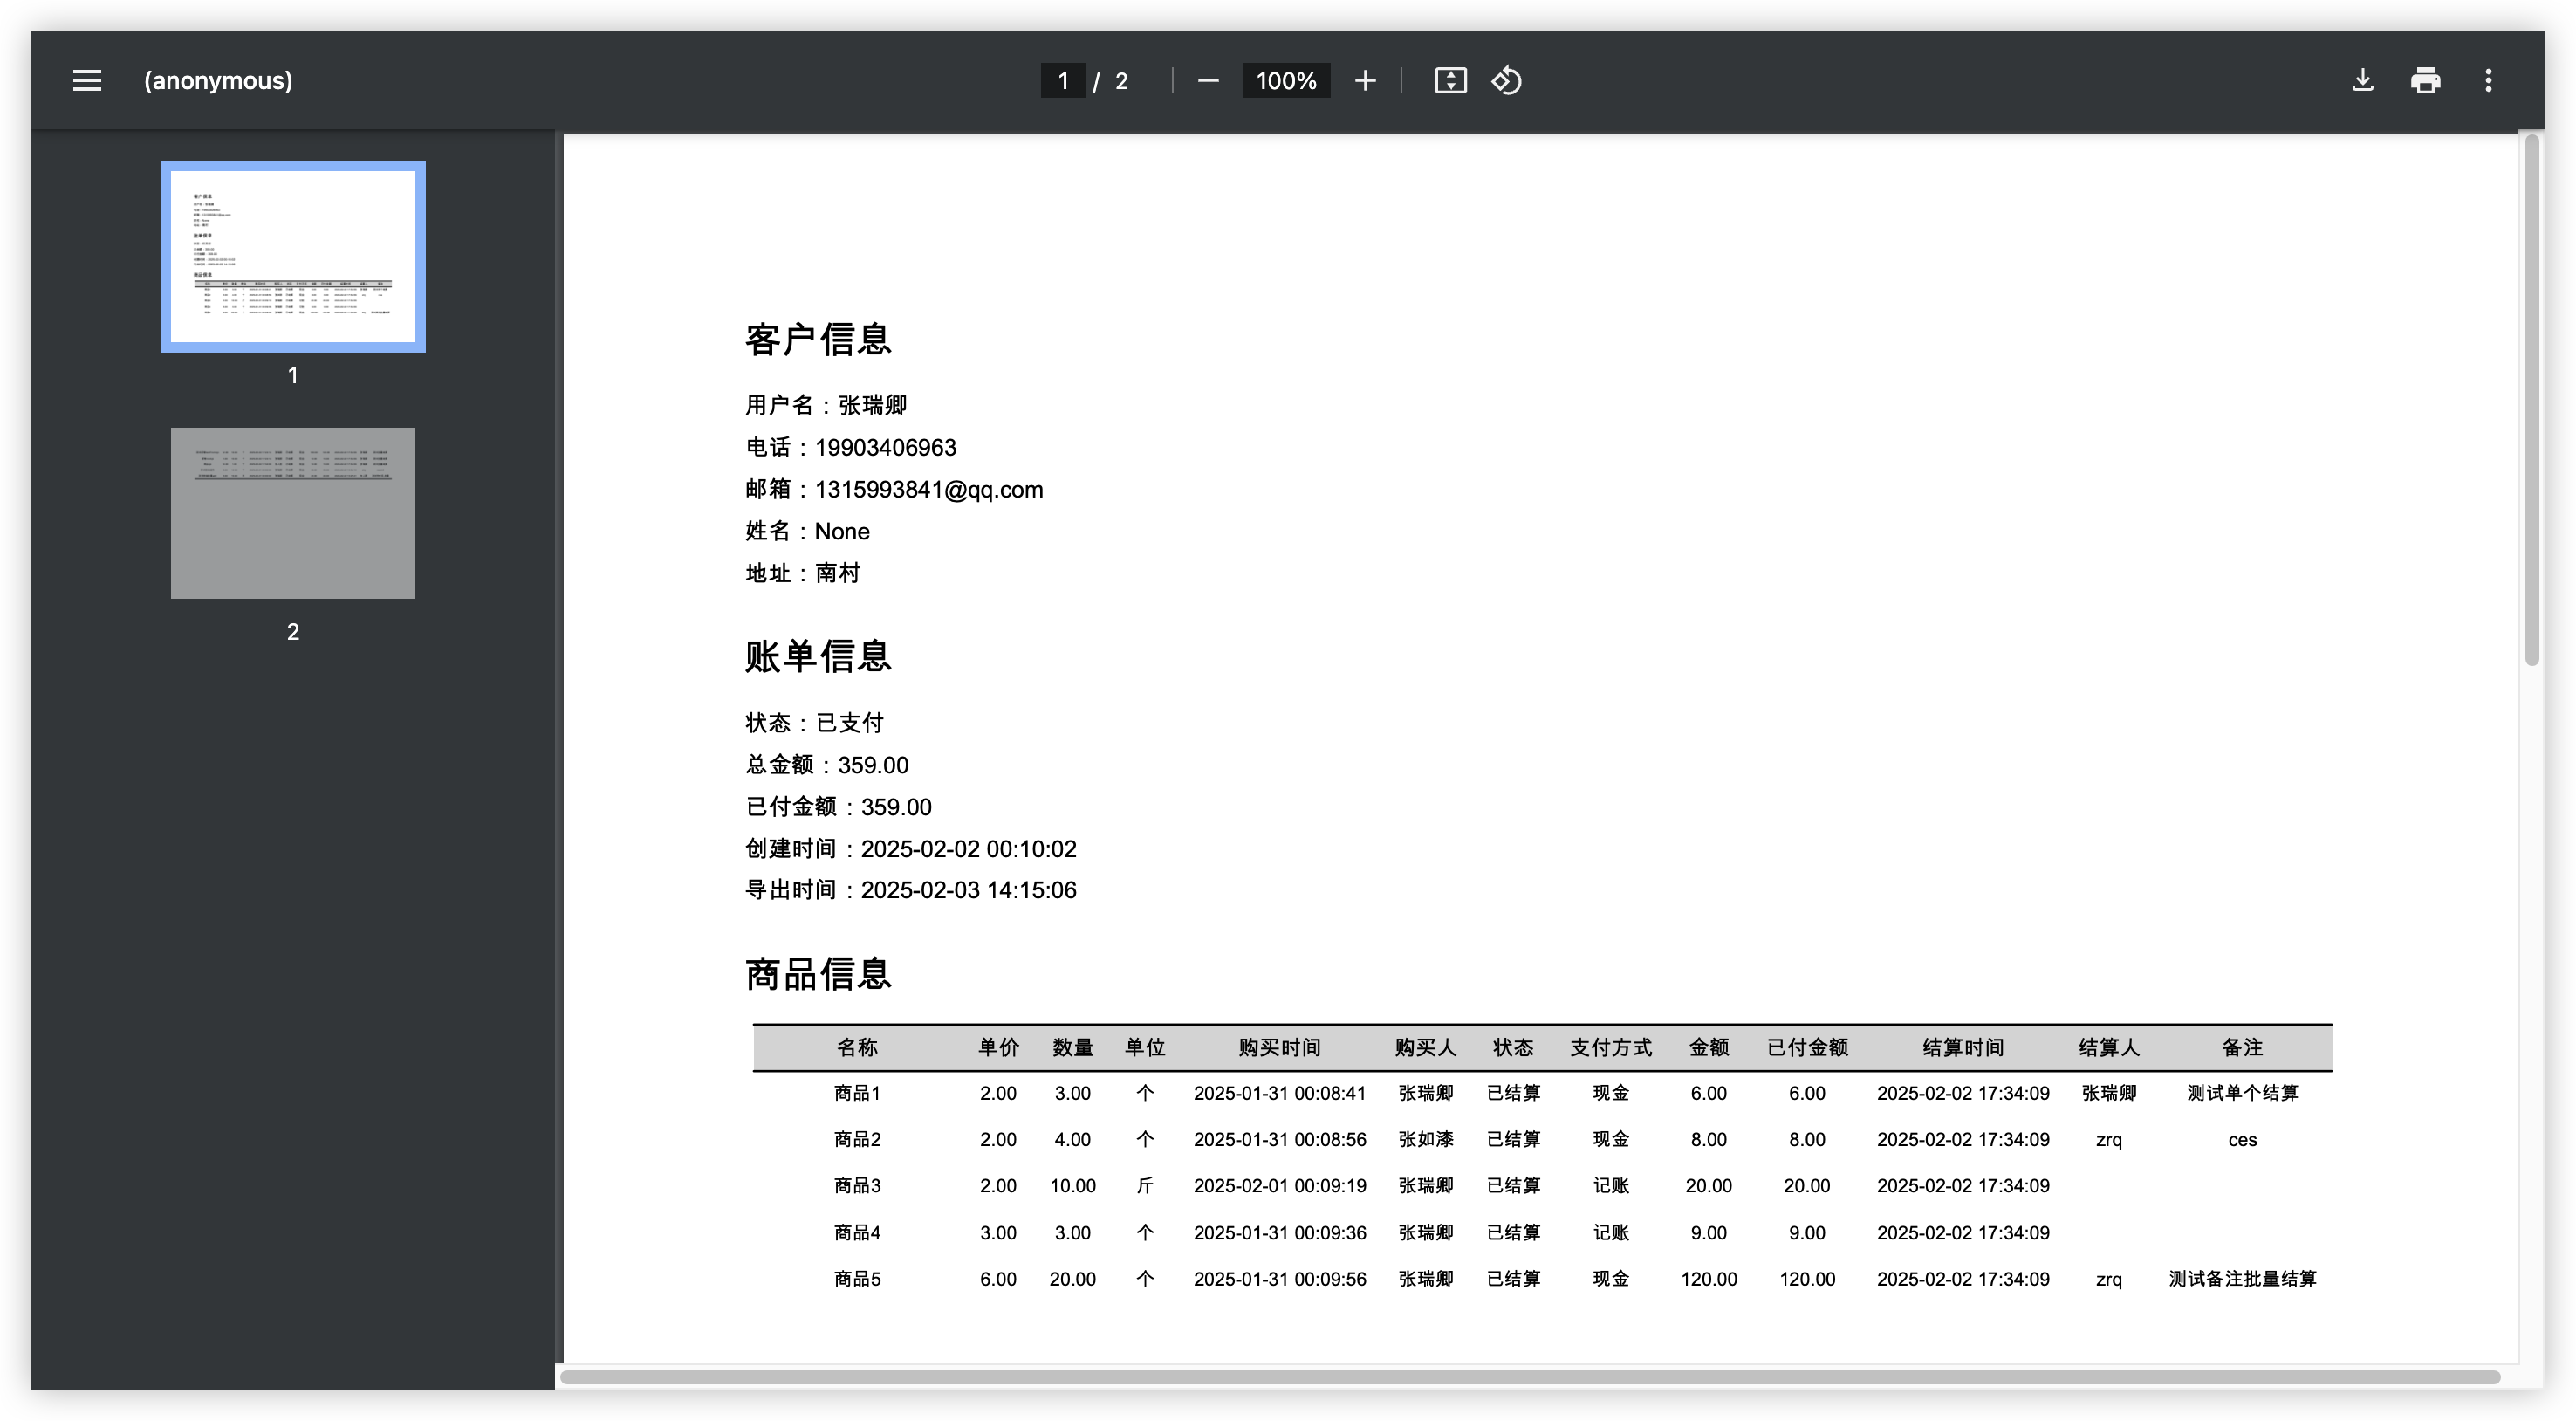 (anonymous)
1 / 2
100%
1
2
客户信息
用户名：张瑞卿
电话：19903406963
邮箱：1315993841@qq.com
姓名：None
地址：南村
账单信息
状态：已支付
总金额：359.00
已付金额：359.00
创建时间：2025-02-02 00:10:02
导出时间：2025-02-03 14:15:06
商品信息
名称 单价 数量 单位 购买时间 购买人 状态 支付方式 金额 已付金额 结算时间 结算人 备注
商品1 2.00 3.00 个 2025-01-31 00:08:41 张瑞卿 已结算 现金 6.00 6.00 2025-02-02 17:34:09 张瑞卿 测试单个结算
商品2 2.00 4.00 个 2025-01-31 00:08:56 张如漆 已结算 现金 8.00 8.00 2025-02-02 17:34:09 zrq ces
商品3 2.00 10.00 斤 2025-02-01 00:09:19 张瑞卿 已结算 记账 20.00 20.00 2025-02-02 17:34:09
商品4 3.00 3.00 个 2025-01-31 00:09:36 张瑞卿 已结算 记账 9.00 9.00 2025-02-02 17:34:09
商品5 6.00 20.00 个 2025-01-31 00:09:56 张瑞卿 已结算 现金 120.00 120.00 2025-02-02 17:34:09 zrq 测试备注批量结算